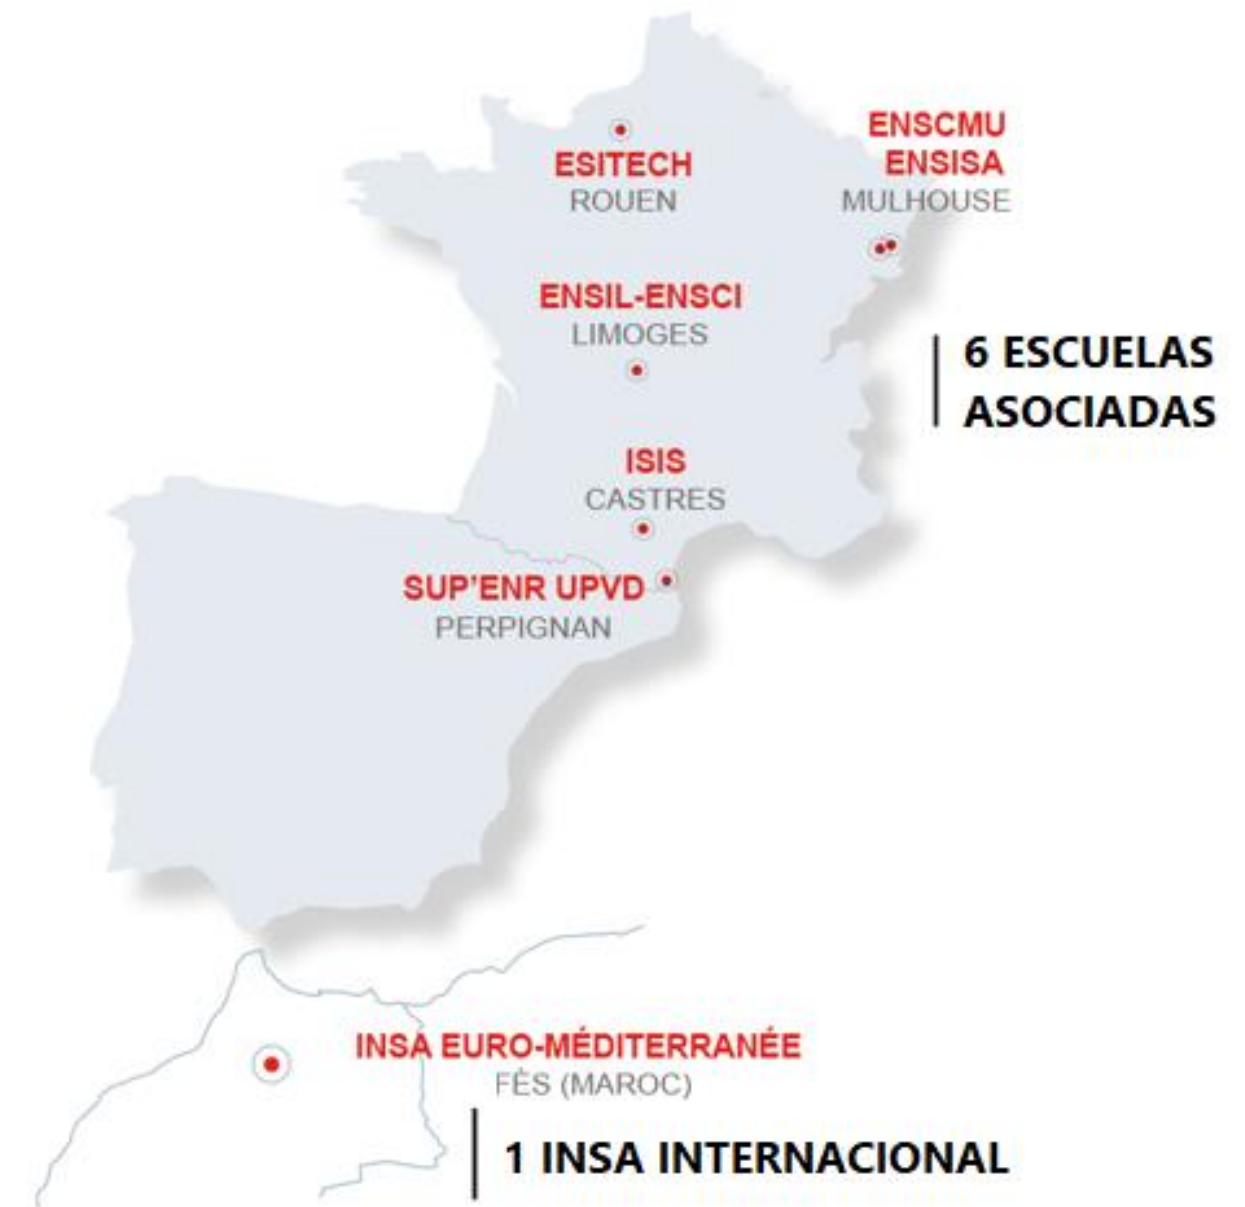 ESITECH
ROUEN
ENSCMU
ENSISA
MULHOUSE
ENSIL-ENSCI
LIMOGES
6 ESCUELAS
ASOCIADAS
ISIS
CASTRES
SUP'ENR UPVD
PERPIGNAN
INSA EURO-MÉDITERRANÉE
FÈS (MAROC)
1 INSA INTERNACIONAL